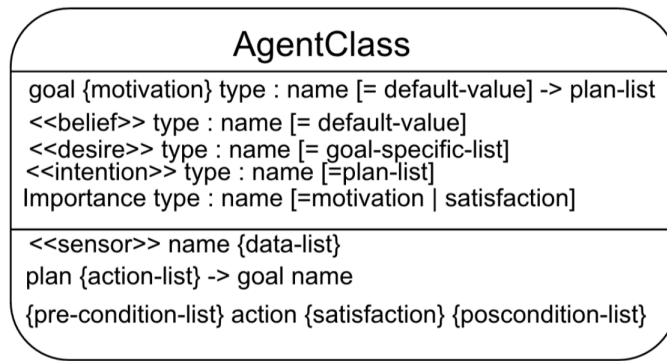 AgentClass
goal {motivation} type : name [= default-value] -> plan-list
<<belief>> type : name [= default-value]
<<desire>> type : name [= goal-specific-list]
<<intention>> type : name [=plan-list]
Importance type : name [=motivation | satisfaction]
<<sensor>> name {data-list}
plan {action-list} -> goal name
{pre-condition-list} action {satisfaction} {poscondition-list}